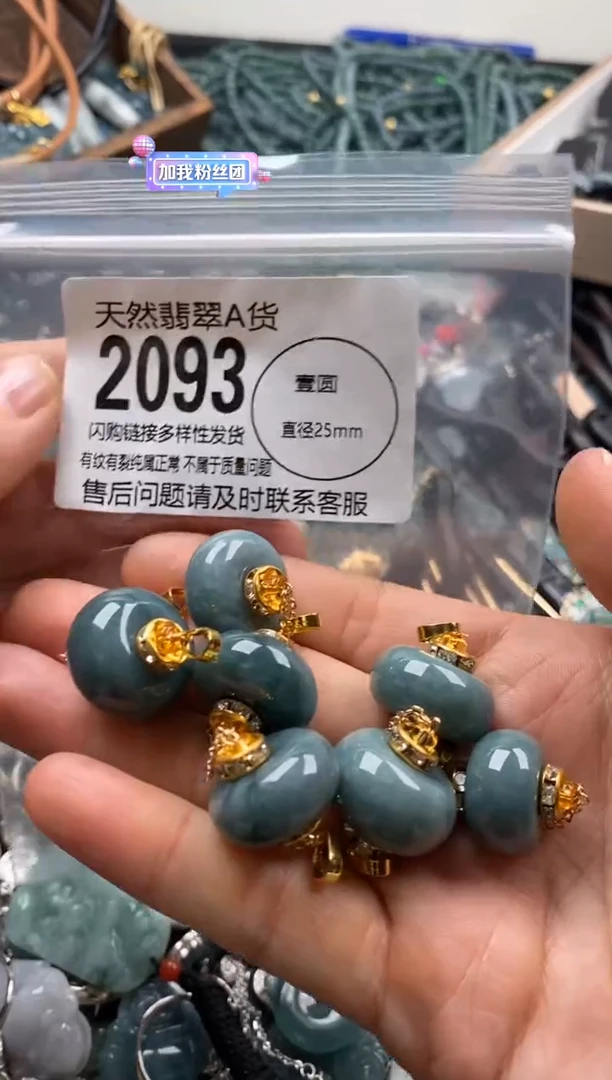 加我粉丝团
天然翡翠A货
2093
壹圆
直径25mm
闪购链接多样性发货
有纹有裂纯属正常 不属于质量问题
售后问题请及时联系客服